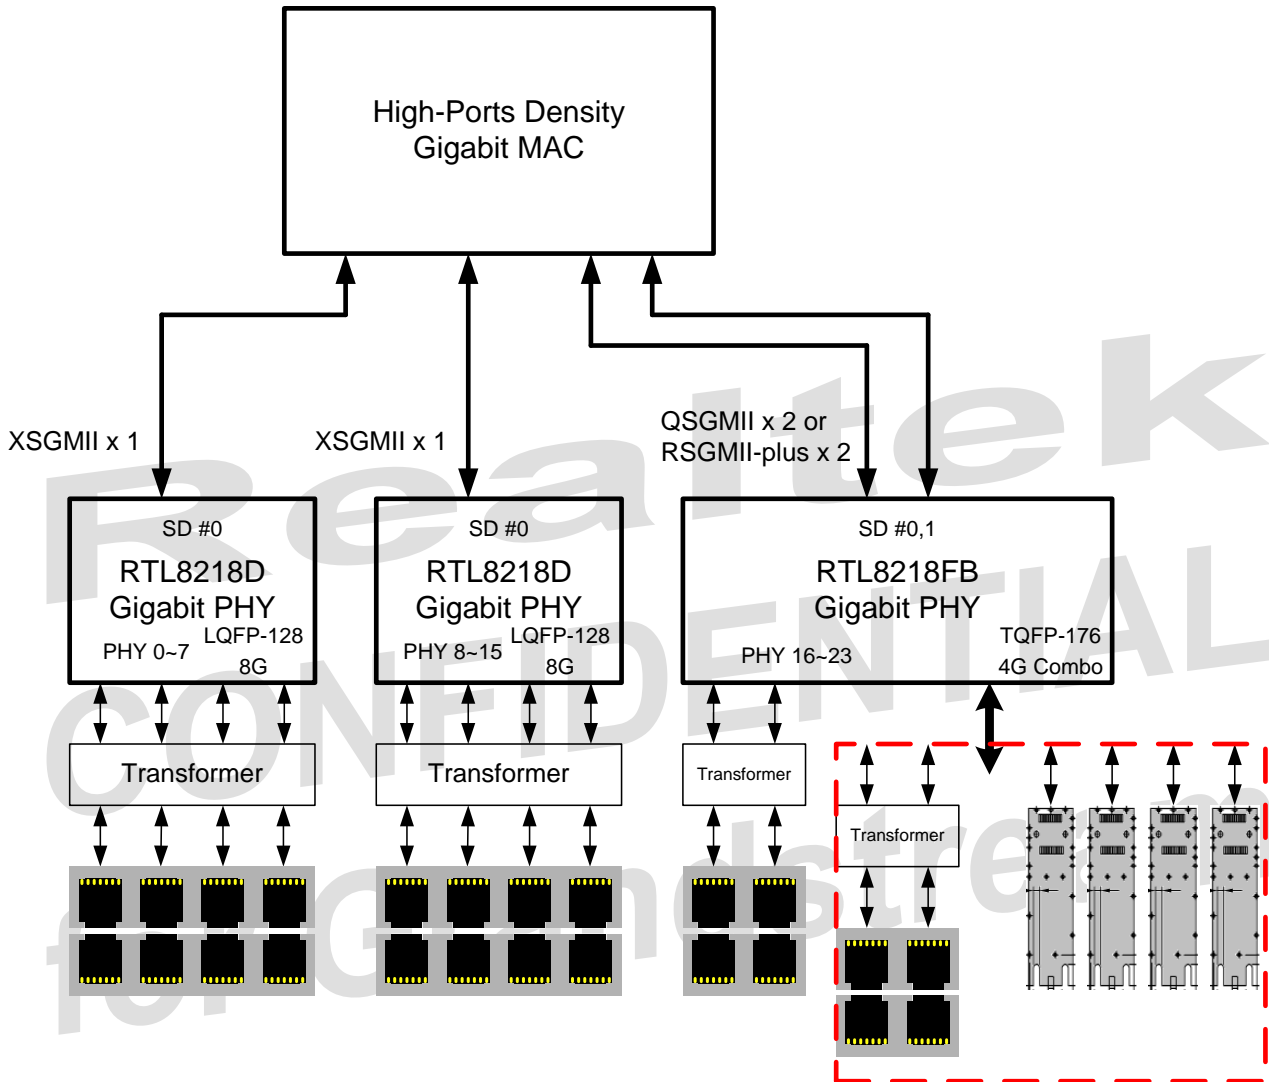 High-Ports Density
Gigabit MAC
XSGMII x 1
XSGMII x 1
QSGMII x 2 or
RSGMII-plus x 2
SD #0
RTL8218D
Gigabit PHY
PHY 0~7
LQFP-128
8G
SD #0
RTL8218D
Gigabit PHY
PHY 8~15
LQFP-128
8G
SD #0,1
RTL8218FB
Gigabit PHY
PHY 16~23
TQFP-176
4G Combo
Transformer
Transformer
Transformer
Transformer
Realtek
CONFIDENTIAL
for Grandstream